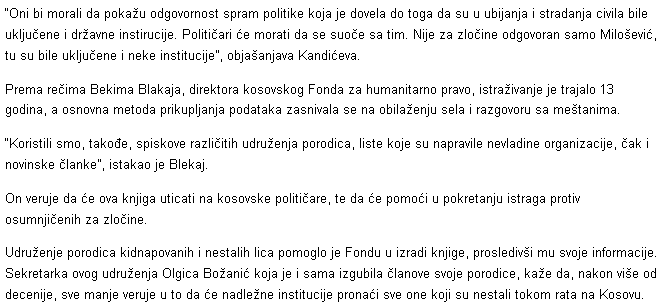 "Oni bi morali da pokažu odgovornost spram politike koja je dovela do toga da su u ubijanja i stradanja civila bile
uključene i državne instirucije. Političari će morati da se suoče sa tim. Nije za zločine odgovoran samo Milošević,
tu su bile uključene i neke institucije", objašanjava Kandićeva.
Prema rečima Bekima Blakaja, direktora kosovskog Fonda za humanitarno pravo, istraživanje je trajalo 13
godina, a osnovna metoda prikupljanja podataka zasnivala se na obilaženju sela i razgovoru sa meštanima.
"Koristili smo, takođe, spiskove različitih udruženja porodica, liste koje su napravile nevladine organizacije, čak i
novinske članke", istakao je Blekaj.
On veruje da će ova knjiga uticati na kosovske političare, te da će pomoći u pokretanju istraga protiv
osumnjičenih za zločine.
Udruženje porodica kidnapovanih i nestalih lica pomoglo je Fondu u izradi knjige, prosledivši mu svoje informacije.
Sekretarka ovog udruženja Olgica Božanić koja je i sama izgubila članove svoje porodice, kaže da, nakon više od
decenije, sve manje veruje u to da će nadležne institucije pronaći sve one koji su nestali tokom rata na Kosovu.